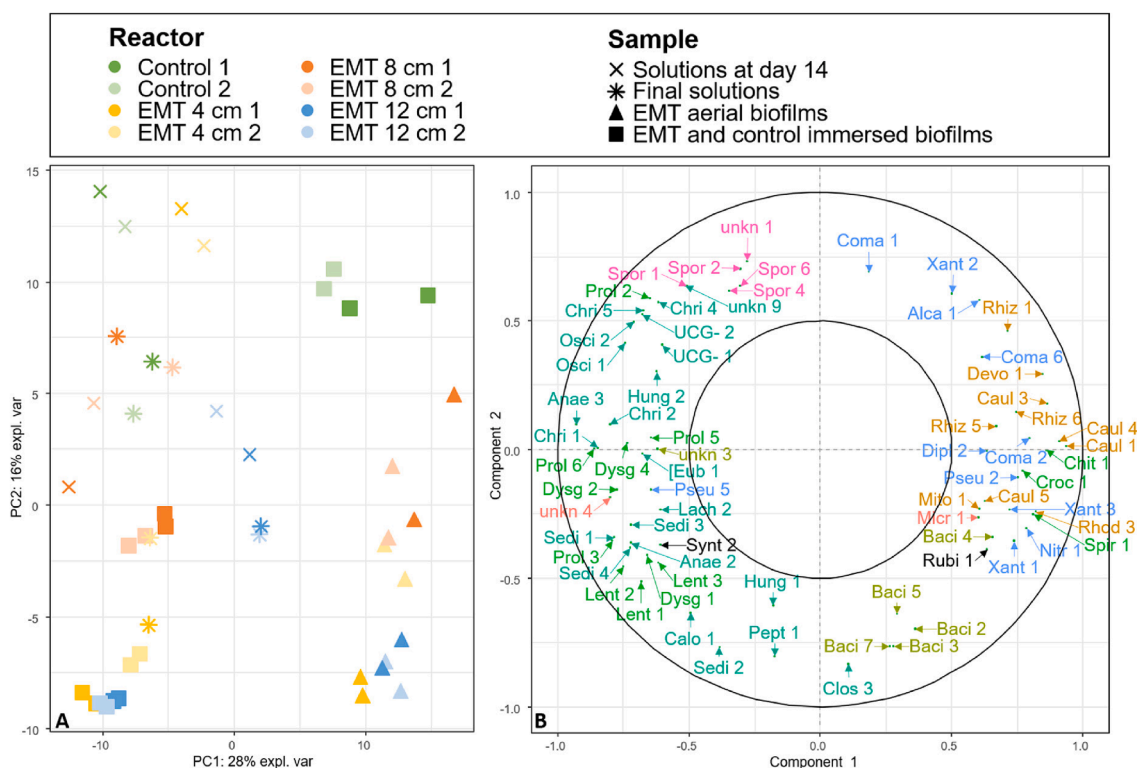 Reactor
Control 1
Control 2
EMT 4 cm 1
EMT 4 cm 2
EMT 8 cm 1
EMT 8 cm 2
EMT 12 cm 1
EMT 12 cm 2
Sample
Solutions at day 14
Final solutions
EMT aerial biofilms
EMT and control immersed biofilms
15
10
5
0
-5
-10
-10
0
10
PC2: 16% expl. var
PC1: 28% expl. var
A
1.0
0.5
0.0
-0.5
-1.0
-1.0
-0.5
0.0
0.5
1.0
Component 2
Component 1
B
unkn 1
Coma 1
Spor 1
Spor 2
Spor 6
Xant 2
Prol 2
Spor 4
Chri 5
Chri 4
unkn 9
Alca 1
Rhiz 1
Osci 2
UCG- 2
Osci 1
UCG- 1
Coma 6
Devo 1
Anae 3
Hung 2
Caul 3
Chri 2
Rhiz 5
Rhiz 6
Caul 4
Chri 1
Prol 5
Caul 1
unkn 3
Dipl 2
Coma 2
Chit 1
Prol 6
Dysg 4
[Eub 1
Pseu 2
Croc 1
Dysg 2
Pseu 5
unkn 4
Lach 2
Mito 1
Caul 5
Xant 3
Micr 1
Rhod 3
Sedi 3
Sedi 1
Synt 2
Baci 4
Spir 1
Prol 3
Anae 2
Rubi 1
Nitr 1
Sedi 4
Xant 1
Lent 3
Hung 1
Lent 2
Dysg 1
Baci 5
Lent 1
Calo 1
Pept 1
Baci 2
Baci 7
Baci 3
Sedi 2
Clos 3